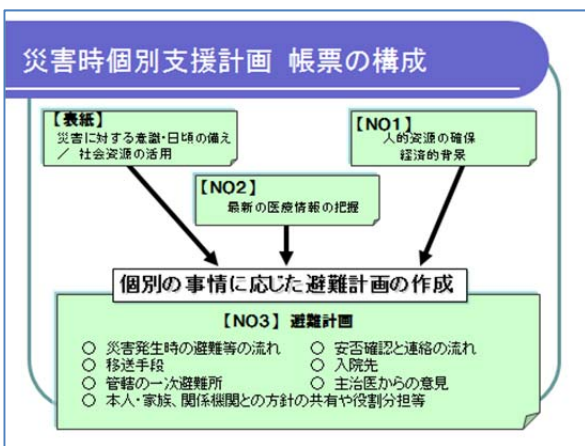 災害時個別支援計画 帳票の構成
【表紙】
災害に対する意識・日頃の備え
／ 社会資源の活用
【NO1】
人的資源の確保
経済的背景
【NO2】
最新の医療情報の把握
個別の事情に応じた避難計画の作成
【NO3】避難計画
○ 災害発生時の避難等の流れ
○ 安否確認と連絡の流れ
○ 移送手段
○ 入院先
○ 管轄の一次避難所
○ 主治医からの意見
○ 本人・家族、関係機関との方針の共有や役割分担等